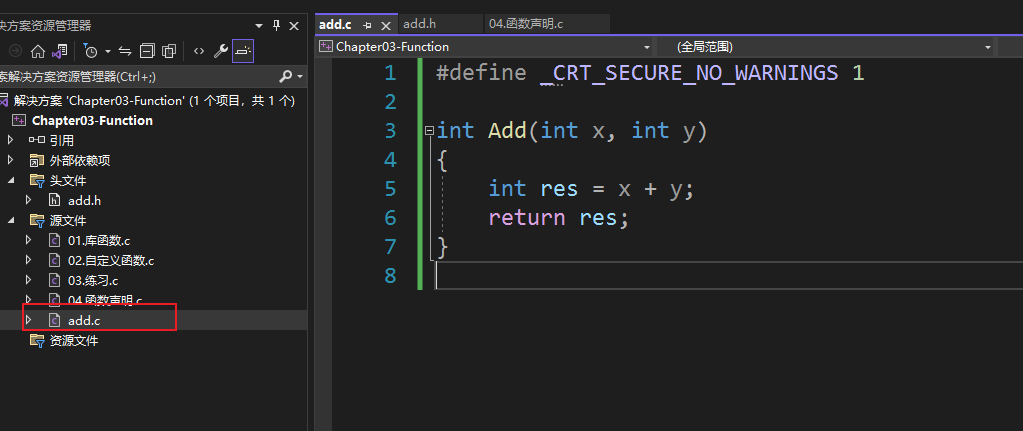 决方案资源管理器
索解决方案资源管理器(Ctrl+;)
解决方案 'Chapter03-Function' (1 个项目，共 1 个)
Chapter03-Function
引用
外部依赖项
头文件
add.h
源文件
01.库函数.c
02.自定义函数.c
03.练习.c
04.函数声明.c
add.c
资源文件
add.c
add.h
04.函数声明.c
Chapter03-Function
(全局范围)
1 #define _CRT_SECURE_NO_WARNINGS 1
2
3 int Add(int x, int y)
4 {
5 int res = x + y;
6 return res;
7 }
8